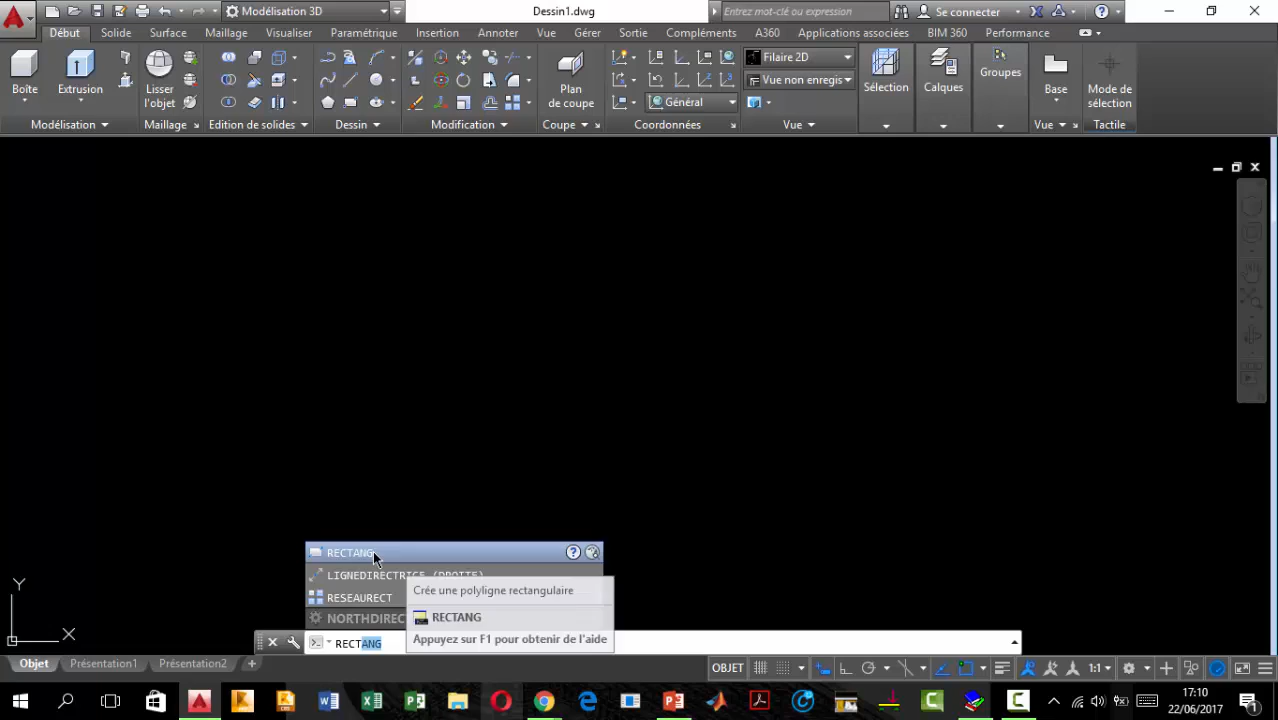 Modélisation 3D
Dessin1.dwg
Entrez mot-clé ou expression
Se connecter
Début Solide Surface Maillage Visualiser Paramétrique Insertion Annoter Vue Gérer Sortie Compléments A360 Applications associées BIM 360 Performance
Boîte
Extrusion
Lisser
l'objet
Plan
de coupe
Filaire 2D
Vue non enregis
Général
Sélection
Calques
Groupes
Base
Mode de
sélection
Modélisation Maillage Edition de solides Dessin Modification Coupe Coordonnées Vue Vue Tactile
RECTANG
LIGNEDIRECTRICE (DROITE)
RESEAURECT
NORTHDIREC
Crée une polyligne rectangulaire
RECTANG
Appuyez sur F1 pour obtenir de l'aide
RECTANG
Y
X
Objet Présentation1 Présentation2 +
OBJET
1:1
17:10
22/06/2017
1